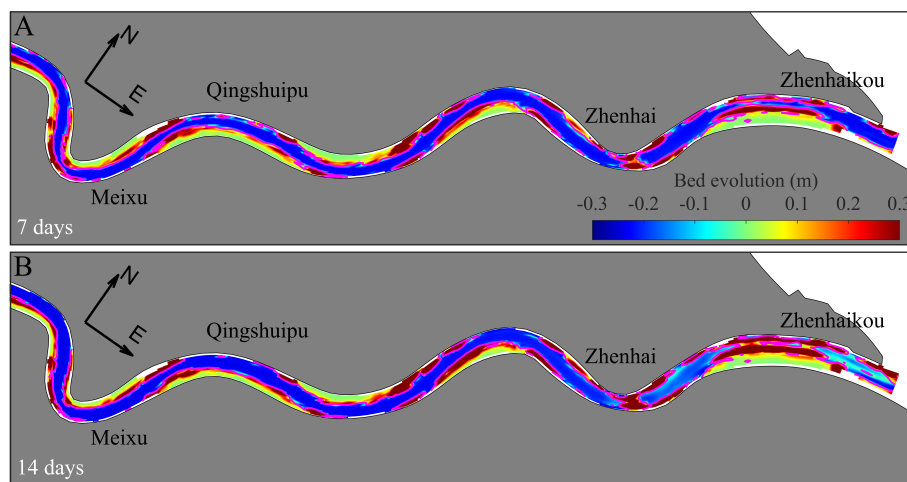 A
N
E
Qingshuipu
Zhenhaikou
Zhenhai
Meixu
Bed evolution (m)
-0.3 -0.2 -0.1 0 0.1 0.2 0.3
7 days
B
N
E
Qingshuipu
Zhenhaikou
Zhenhai
Meixu
14 days